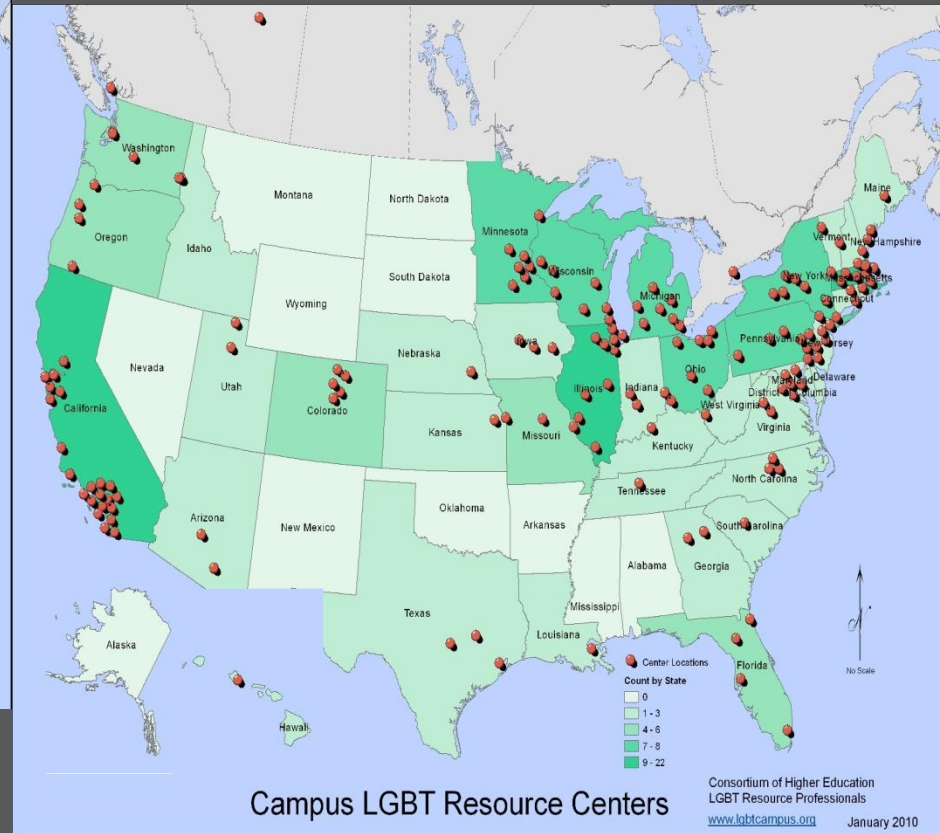 Washington
Montana
North Dakota
Minnesota
Maine
Oregon
Idaho
South Dakota
Wisconsin
Vermont
New Hampshire
Wyoming
Michigan
New York
Massachusetts
Connecticut
Nebraska
Iowa
Pennsylvania
Nevada
Utah
Illinois
Indiana
Ohio
Maryland
Delaware
California
Colorado
Kansas
Missouri
West Virginia
District of Columbia
Virginia
Kentucky
Arizona
New Mexico
Oklahoma
Arkansas
Tennessee
North Carolina
South Carolina
Mississippi
Alabama
Georgia
Alaska
Texas
Louisiana
Florida
Hawaii
No Scale
Center Locations
Count by State
0
1 - 3
4 - 6
7 - 8
9 - 22
Campus LGBT Resource Centers
Consortium of Higher Education
LGBT Resource Professionals
www.lgbtcampus.org January 2010